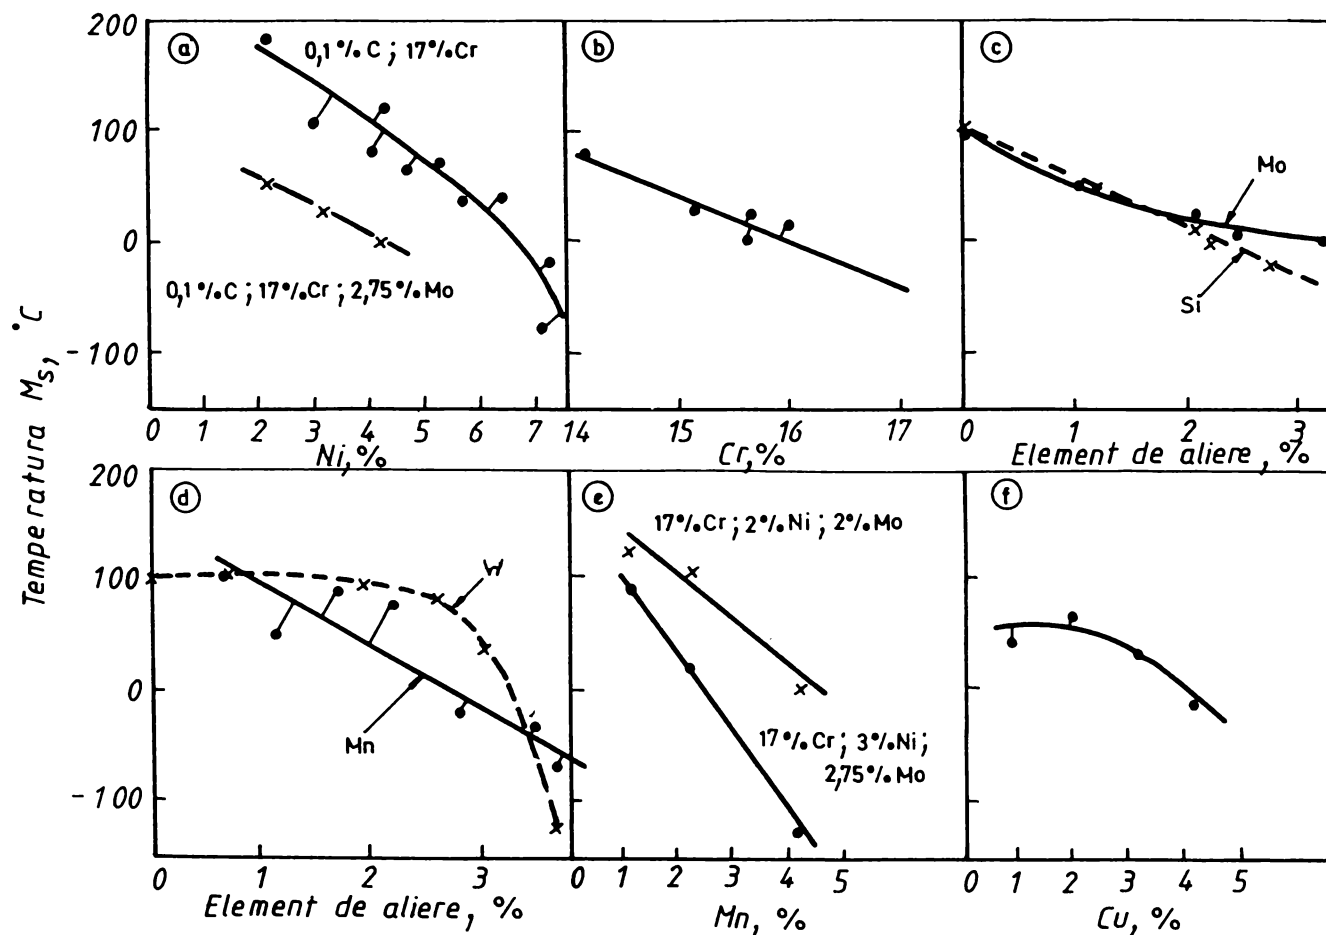 Temperatura Ms, °C
200
100
0
-100
a
0,1%C; 17%Cr
0,1%C; 17%Cr; 2,75%Mo
0 1 2 3 4 5 6 7
Ni,%
b
14 15 16 17
Cr,%
c
Mo
Si
0 1 2 3
Element de aliere, %
200
100
0
-100
d
W
Mn
0 1 2 3
Element de aliere, %
e
17%Cr; 2%Ni; 2%Mo
17%Cr; 3%Ni;
2,75%Mo
0 1 2 3 4 5
Mn, %
f
0 1 2 3 4 5
Cu, %